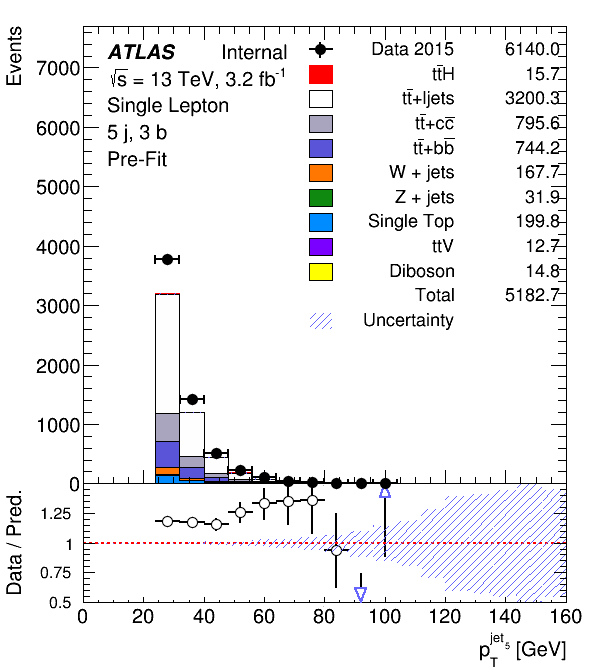 Events
ATLAS Internal
√s = 13 TeV, 3.2 fb⁻¹
Single Lepton
5 j, 3 b
Pre-Fit
Data 2015 6140.0
tt̄H 15.7
tt̄+ljets 3200.3
tt̄+cc̄ 795.6
tt̄+bb̄ 744.2
W + jets 167.7
Z + jets 31.9
Single Top 199.8
ttV 12.7
Diboson 14.8
Total 5182.7
Uncertainty
7000
6000
5000
4000
3000
2000
1000
0
Data / Pred.
1.25
1
0.75
0.5
0 20 40 60 80 100 120 140 160
p_T^{jet_5} [GeV]